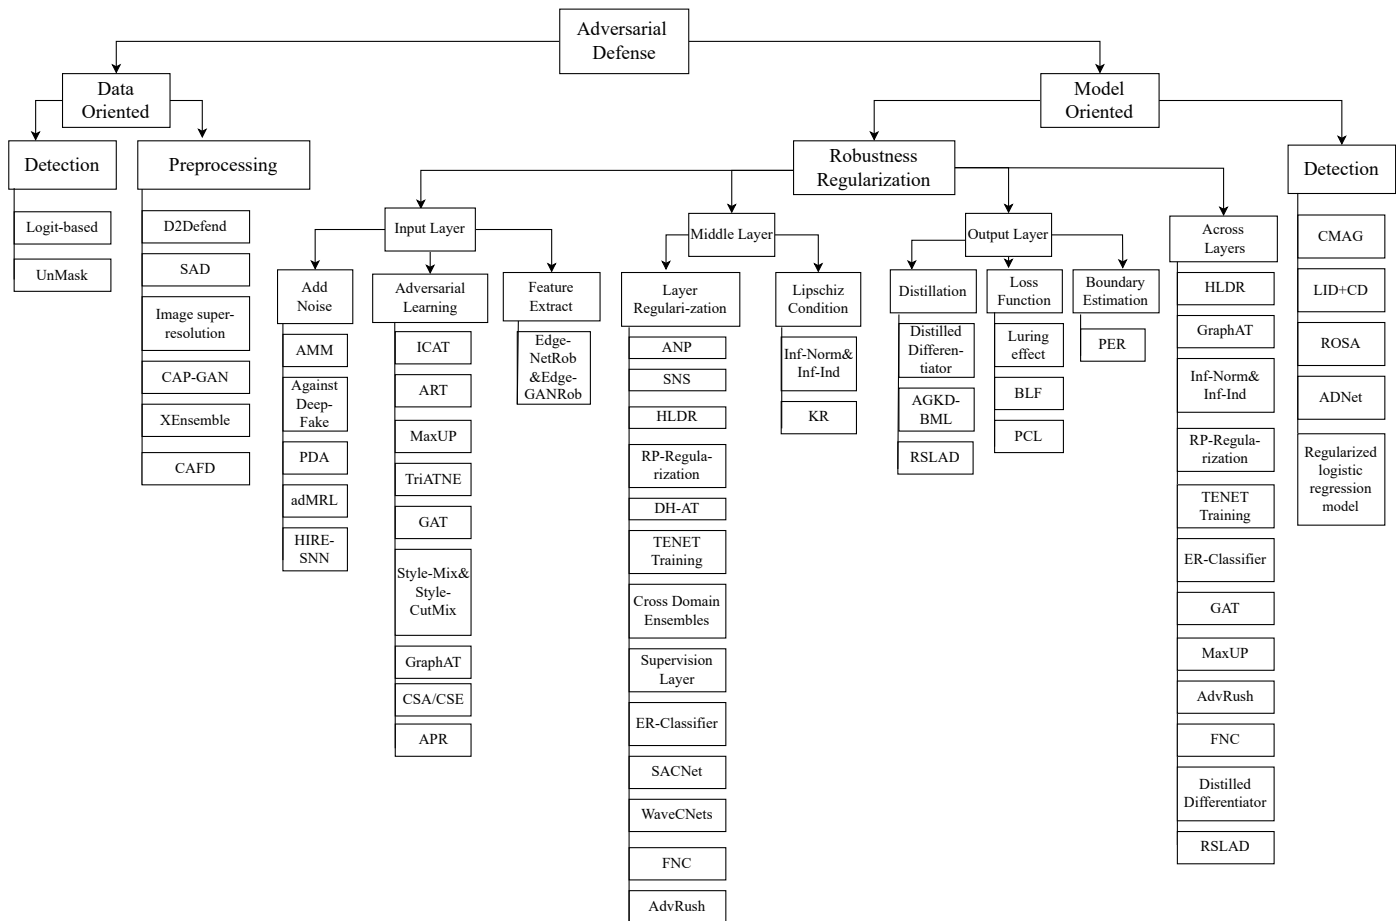 Adversarial
Defense
Data
Oriented
Model
Oriented
Detection
Preprocessing
Robustness
Regularization
Detection
Logit-based
UnMask
D2Defend
SAD
Image super-
resolution
CAP-GAN
XEnsemble
CAFD
Input Layer
Middle Layer
Output Layer
Across
Layers
Add
Noise
AMM
Against
Deep-
Fake
PDA
adMRL
HIRE-
SNN
Adversarial
Learning
ICAT
ART
MaxUP
TriATNE
GAT
Style-Mix&
Style-
CutMix
GraphAT
CSA/CSE
APR
Feature
Extract
Edge-
NetRob
&Edge-
GANRob
Layer
Regulari-zation
ANP
SNS
HLDR
RP-Regula-
rization
DH-AT
TENET
Training
Cross Domain
Ensembles
Supervision
Layer
ER-Classifier
SACNet
WaveCNets
FNC
AdvRush
Lipschiz
Condition
Inf-Norm&
Inf-Ind
KR
Distillation
Distilled
Differen-
tiator
AGKD-
BML
RSLAD
Loss
Function
Luring
effect
BLF
PCL
Boundary
Estimation
PER
HLDR
GraphAT
Inf-Norm&
Inf-Ind
RP-Regula-
rization
TENET
Training
ER-Classifier
GAT
MaxUP
AdvRush
FNC
Distilled
Differentiator
RSLAD
CMAG
LID+CD
ROSA
ADNet
Regularized
logistic
regression
model